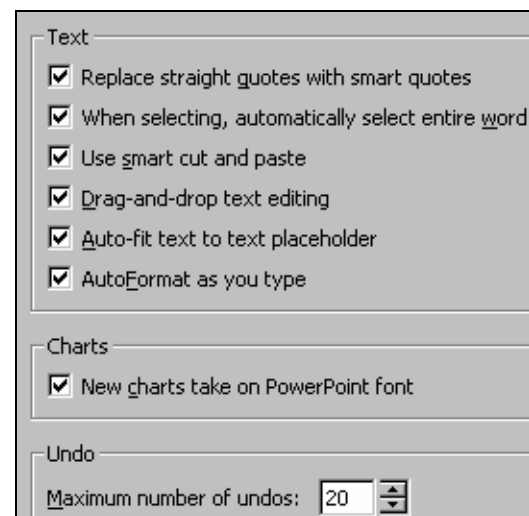 Text
Replace straight quotes with smart quotes
When selecting, automatically select entire word
Use smart cut and paste
Drag-and-drop text editing
Auto-fit text to text placeholder
AutoFormat as you type
Charts
New charts take on PowerPoint font
Undo
Maximum number of undos: 20